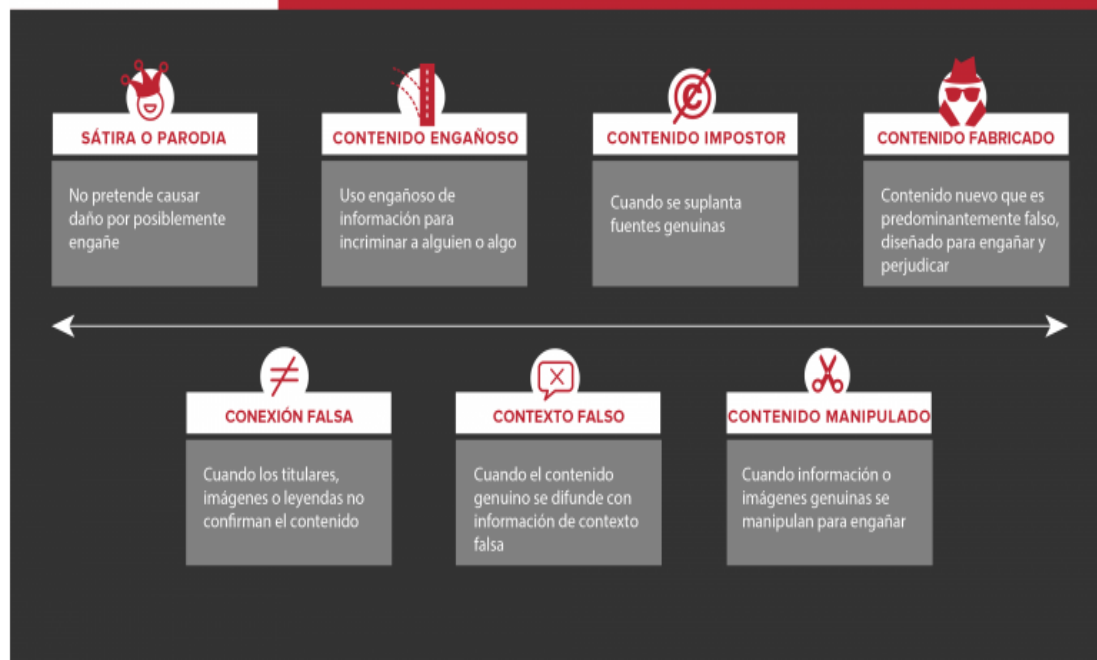 SÁTIRA O PARODIA
No pretende causar
daño por posiblemente
engañe
CONTENIDO ENGAÑOSO
Uso engañoso de
información para
incriminar a alguien o algo
CONTENIDO IMPOSTOR
Cuando se suplanta
fuentes genuinas
CONTENIDO FABRICADO
Contenido nuevo que es
predominantemente falso,
diseñado para engañar y
perjudicar
CONEXIÓN FALSA
Cuando los titulares,
imágenes o leyendas no
confirman el contenido
CONTEXTO FALSO
Cuando el contenido
genuino se difunde con
información de contexto
falsa
CONTENIDO MANIPULADO
Cuando información o
imágenes genuinas se
manipulan para engañar